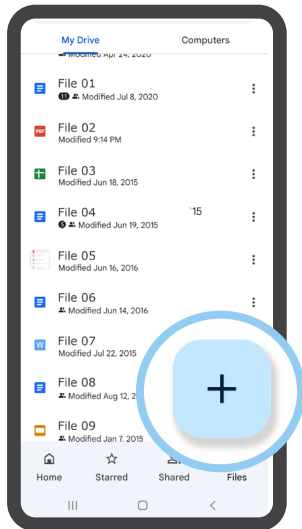 My Drive Computers
Modified Apr 24, 2020
File 01
11 Modified Jul 8, 2020
PDF File 02
Modified 9:14 PM
File 03
Modified Jun 18, 2015
File 04 `15
5 Modified Jun 19, 2015
File 05
Modified Jun 16, 2016
File 06
Modified Jun 14, 2016
W File 07
Modified Jul 22, 2015
File 08
Modified Aug 12, 2
File 09
Modified Jan 7, 2015
Home Starred Shared Files